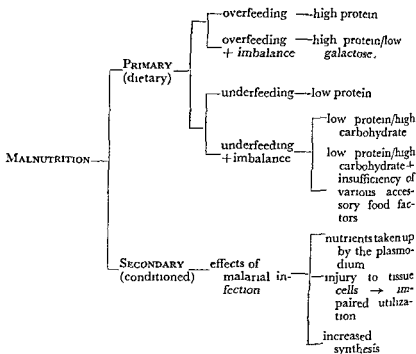 overfeeding
high protein
overfeeding
+ imbalance
high protein/low
galactose.
PRIMARY
(dietary)
underfeeding
low protein
underfeeding
+imbalance
low protein/high
carbohydrate
low protein/high
carbohydrate+
insufficiency of
various acces-
sory food fac-
tors
MALNUTRITION
SECONDARY
(conditioned)
effects of
malarial in-
fection
nutrients taken up
by the plasmo-
dium
injury to tissue
cells → im-
paired utiliza-
tion
increased
synthesis